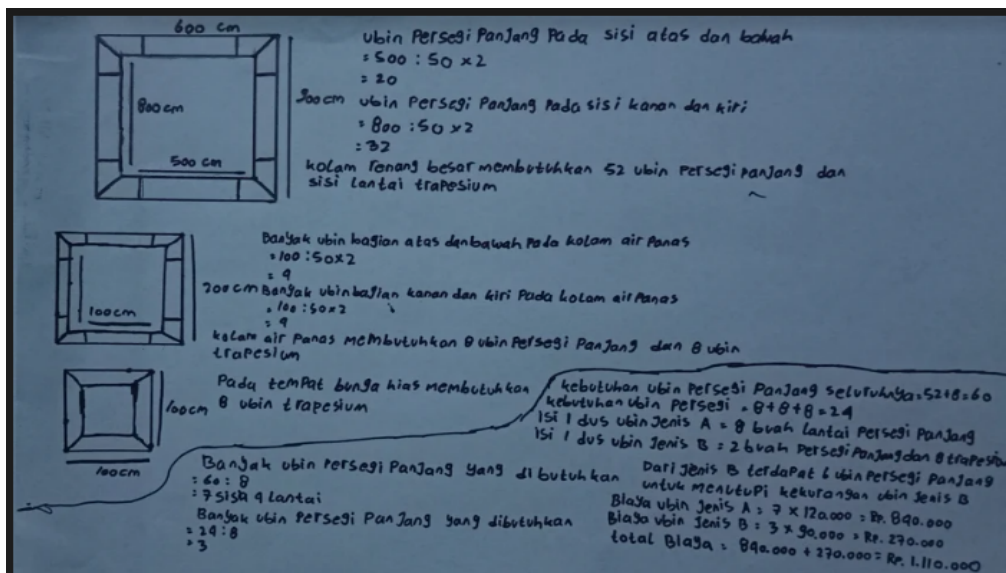 600 cm
ubin Persegi Panjang Pada sisi atas dan bawah
= 500 : 50 x 2
= 20
800 cm
900 cm
ubin Persegi Panjang Pada sisi kanan dan kiri
= 800 : 50 x 2
= 32
500 cm
kolam renang besar membutuhkan 52 ubin Persegi Panjang dan
sisi lantai traPesium
Banyak ubin bagian atas dan bawah Pada kolam air Panas
= 100 : 50 x 2
= 4
200 cm
Banyak ubin bagian kanan dan kiri Pada kolam air Panas
100 cm
= 100 : 50 x 2
= 4
kolam air Panas membutuhkan 8 ubin Persegi Panjang dan 8 ubin
traPesium
Pada temPat bunga hias membutuhkan
8 ubin traPesium
100 cm
100 cm
kebutuhan ubin Persegi Panjang seluruhnya = 52 + 8 = 60
kebutuhan ubin Persegi = 8 + 8 + 8 = 24
Isi 1 dus ubin Jenis A = 8 buah lantai Persegi Panjang
Isi 1 dus ubin Jenis B = 2 buah Persegi Panjang dan 8 traPesium
Banyak ubin Persegi Panjang yang dibutuhkan
= 60 : 8
= 7 sisa 4 lantai
Banyak ubin Persegi Panjang yang dibutuhkan
= 24 : 8
= 3
Dari Jenis B terdapat 6 ubin Persegi Panjang
untuk menutupi kekurangan ubin Jenis B
Biaya ubin Jenis A = 7 x 120.000 = Rp. 840.000
Biaya ubin Jenis B = 3 x 90.000 = Rp. 270.000
total Biaya = 840.000 + 270.000 = Rp. 1.110.000